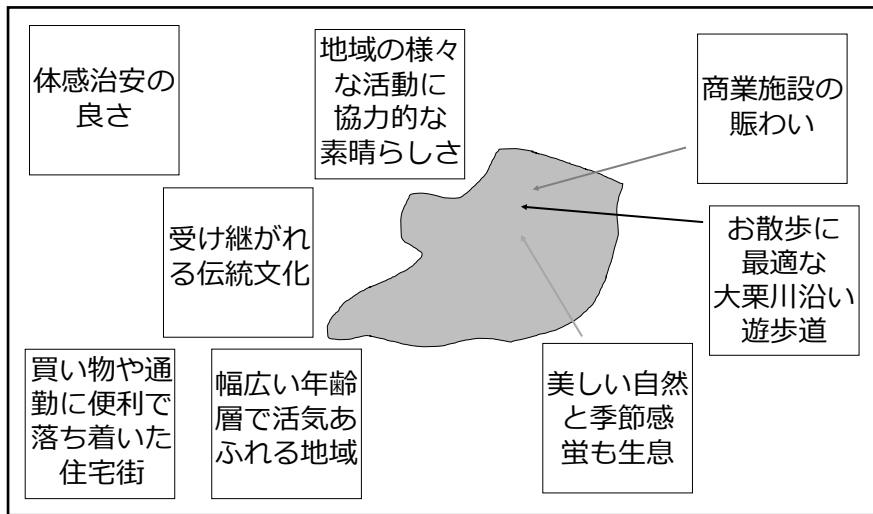 体感治安の
良さ
地域の様々
な活動に
協力的な
素晴らしさ
商業施設の
賑わい
受け継がれ
る伝統文化
お散歩に
最適な
大栗川沿い
遊歩道
買い物や通
勤に便利で
落ち着いた
住宅街
幅広い年齢
層で活気あ
ふれる地域
美しい自然
と季節感
蛍も生息